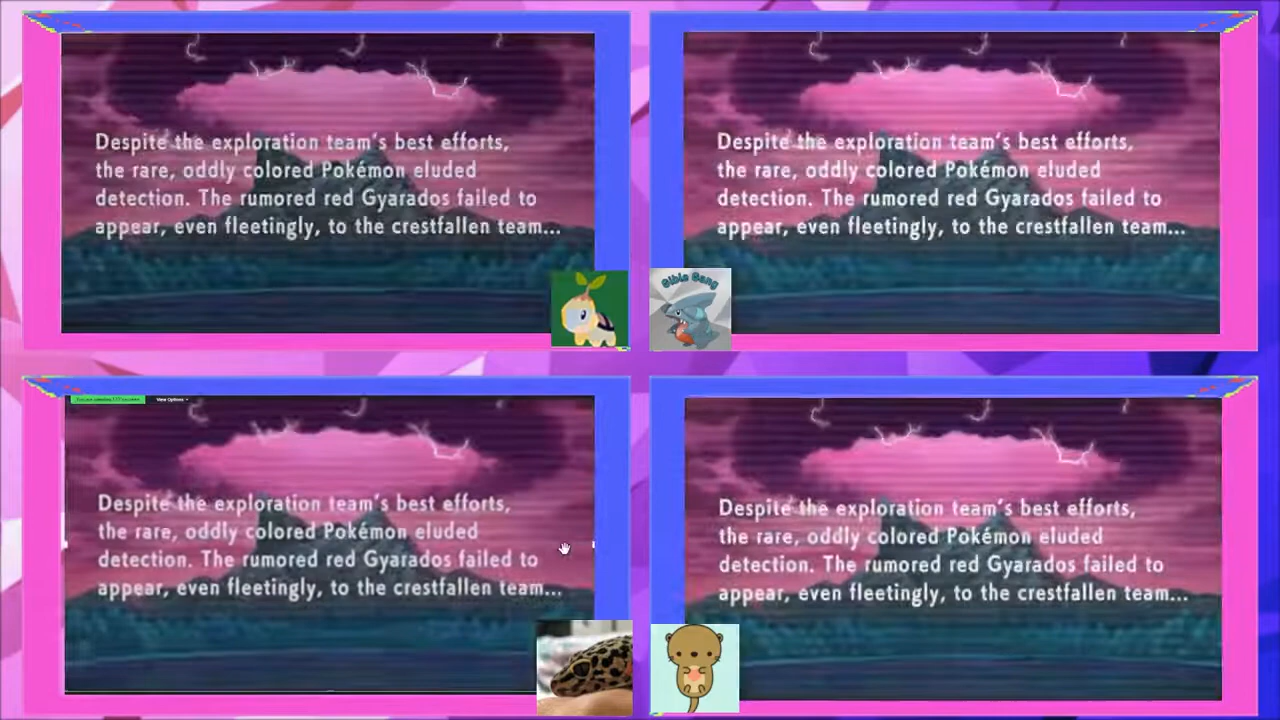 Despite the exploration team's best efforts,
the rare, oddly colored Pokémon eluded
detection. The rumored red Gyarados failed to
appear, even fleetingly, to the crestfallen team...
Despite the exploration team's best efforts,
the rare, oddly colored Pokémon eluded
detection. The rumored red Gyarados failed to
appear, even fleetingly, to the crestfallen team...
Gible Gang
View Options
Despite the exploration team's best efforts,
the rare, oddly colored Pokémon eluded
detection. The rumored red Gyarados failed to
appear, even fleetingly, to the crestfallen team...
Despite the exploration team's best efforts,
the rare, oddly colored Pokémon eluded
detection. The rumored red Gyarados failed to
appear, even fleetingly, to the crestfallen team...